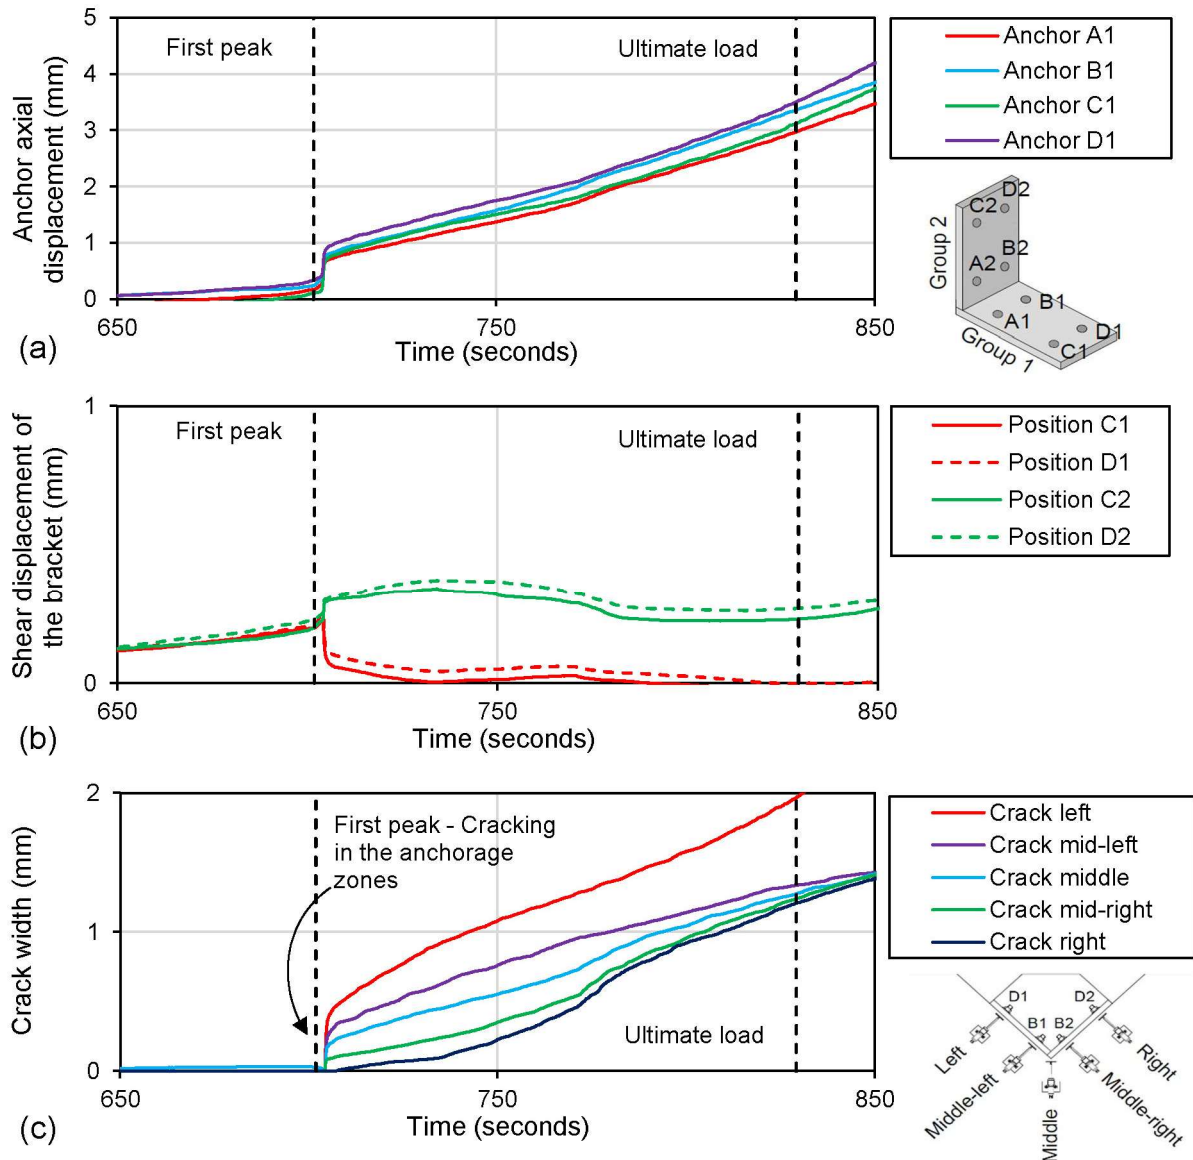 5
4
3
2
1
0
Anchor axial
displacement (mm)
First peak
Ultimate load
650
750
850
Time (seconds)
(a)
Anchor A1
Anchor B1
Anchor C1
Anchor D1
D2
C2
B2
A2
B1
A1
D1
C1
Group 2
Group 1
1
0
Shear displacement of
the bracket (mm)
First peak
Ultimate load
650
750
850
Time (seconds)
(b)
Position C1
Position D1
Position C2
Position D2
2
1
0
Crack width (mm)
First peak - Cracking
in the anchorage
zones
Ultimate load
650
750
850
Time (seconds)
(c)
Crack left
Crack mid-left
Crack middle
Crack mid-right
Crack right
D1
D2
B1
B2
Left
Middle-left
Middle
Middle-right
Right